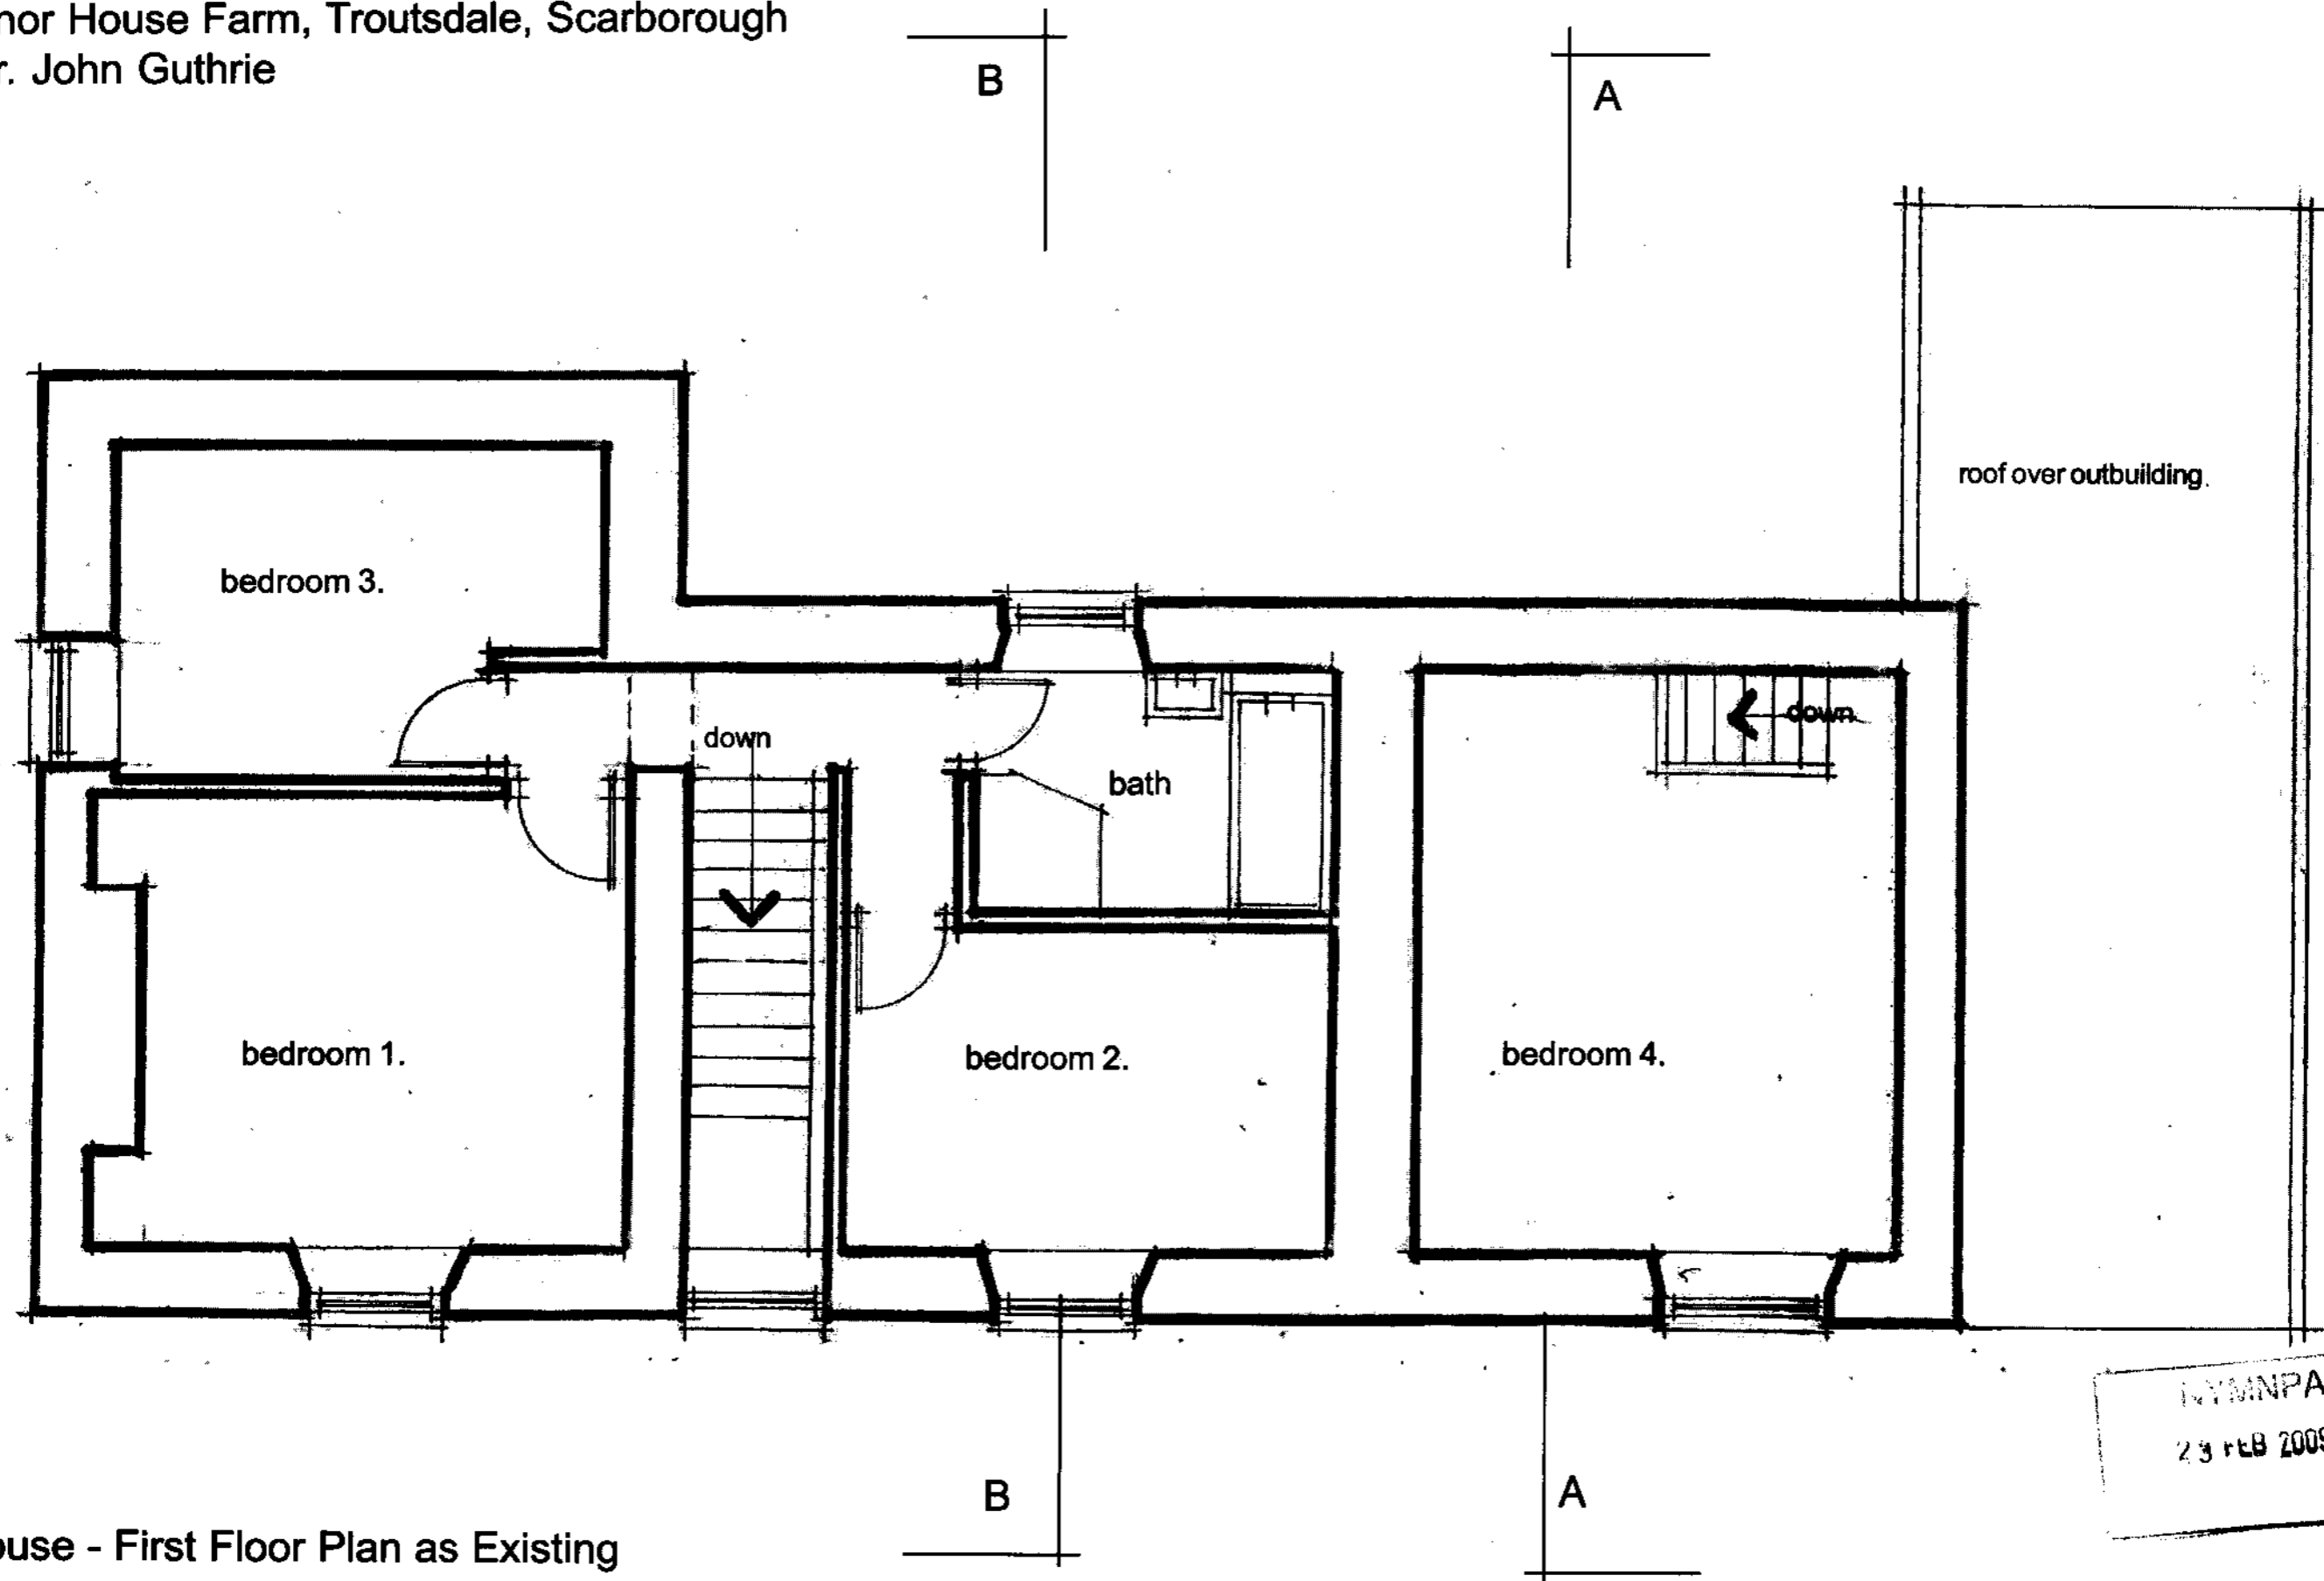 nor House Farm, Troutsdale, Scarborough
r. John Guthrie
B
A
roof over outbuilding.
bedroom 3.
down
down
bath
bedroom 1.
bedroom 2.
bedroom 4.
NYMNPA
B
A
ouse - First Floor Plan as Existing